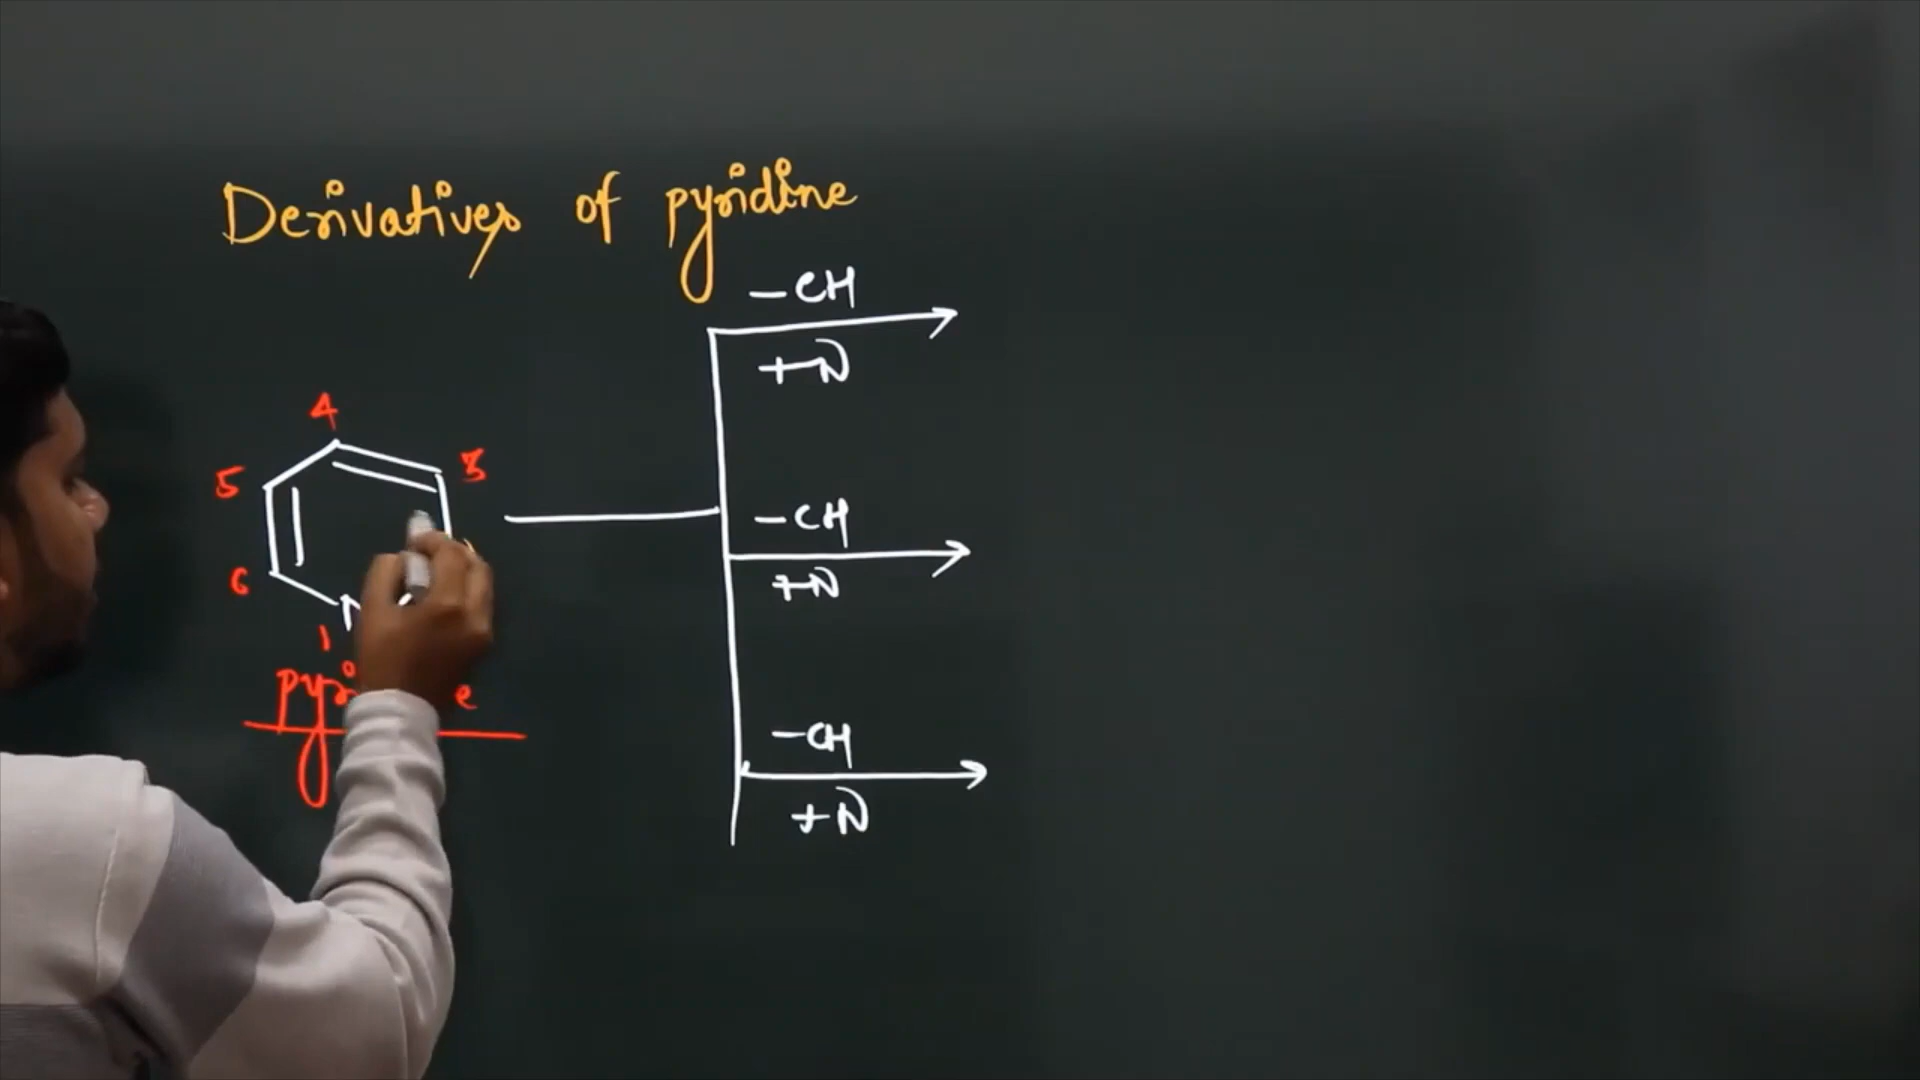 Derivatives of pyridine
-CH
+N
4
5
3
-CH
6
+N
N
1
-CH
+N